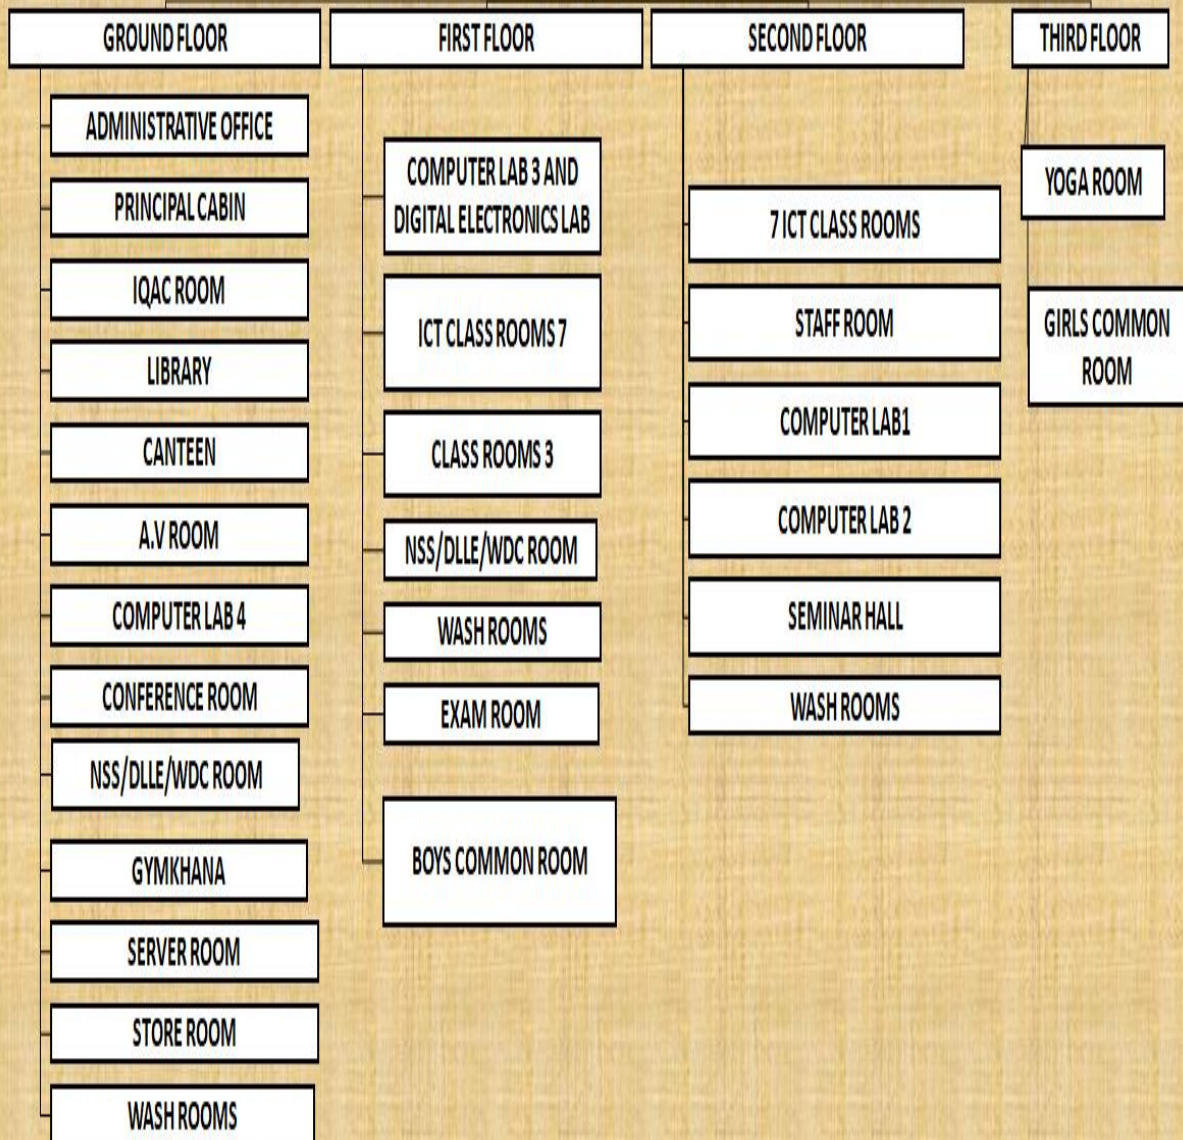 GROUND FLOOR
ADMINISTRATIVE OFFICE
PRINCIPAL CABIN
IQAC ROOM
LIBRARY
CANTEEN
A.V ROOM
COMPUTER LAB 4
CONFERENCE ROOM
NSS/DLLE/WDC ROOM
GYMKHANA
SERVER ROOM
STORE ROOM
WASH ROOMS
FIRST FLOOR
COMPUTER LAB 3 AND
DIGITAL ELECTRONICS LAB
ICT CLASS ROOMS 7
CLASS ROOMS 3
NSS/DLLE/WDC ROOM
WASH ROOMS
EXAM ROOM
BOYS COMMON ROOM
SECOND FLOOR
7 ICT CLASS ROOMS
STAFF ROOM
COMPUTER LAB1
COMPUTER LAB 2
SEMINAR HALL
WASH ROOMS
THIRD FLOOR
YOGA ROOM
GIRLS COMMON
ROOM